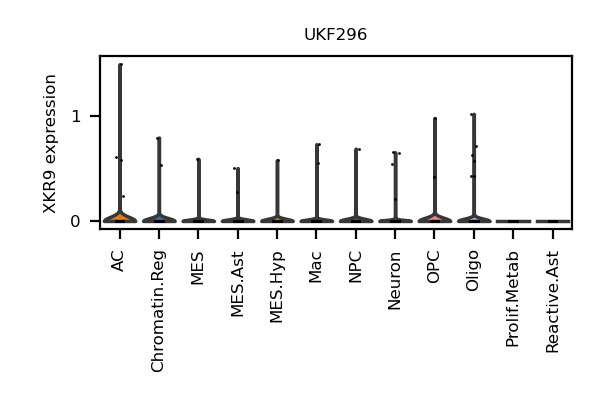 UKF296
XKR9 expression
1
0
AC
Chromatin.Reg
MES
MES.Ast
MES.Hyp
Mac
NPC
Neuron
OPC
Oligo
Prolif.Metab
Reactive.Ast